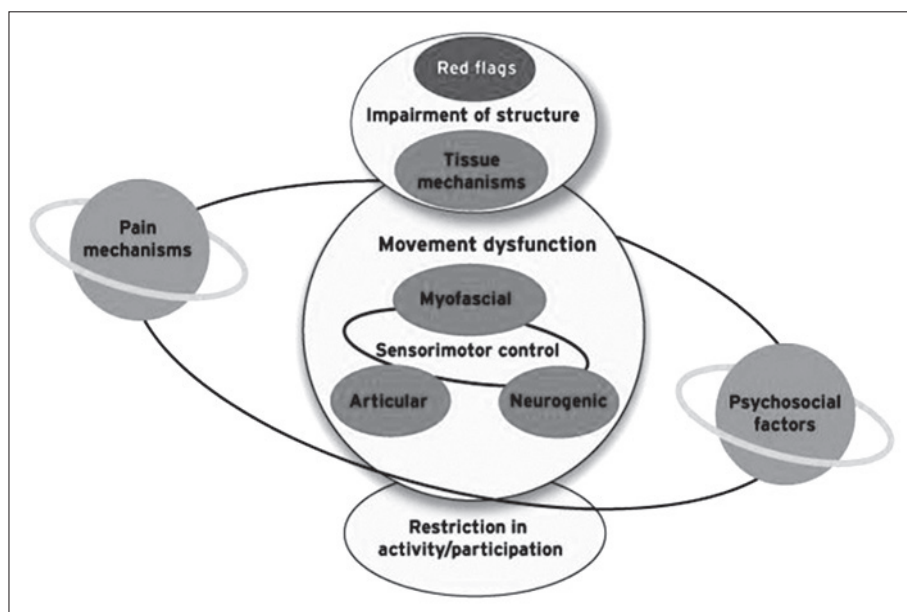 Red flags
Impairment of structure
Tissue
mechanisms
Pain
mechanisms
Movement dysfunction
Myofascial
Sensorimotor control
Articular
Neurogenic
Psychosocial
factors
Restriction in
activity/participation